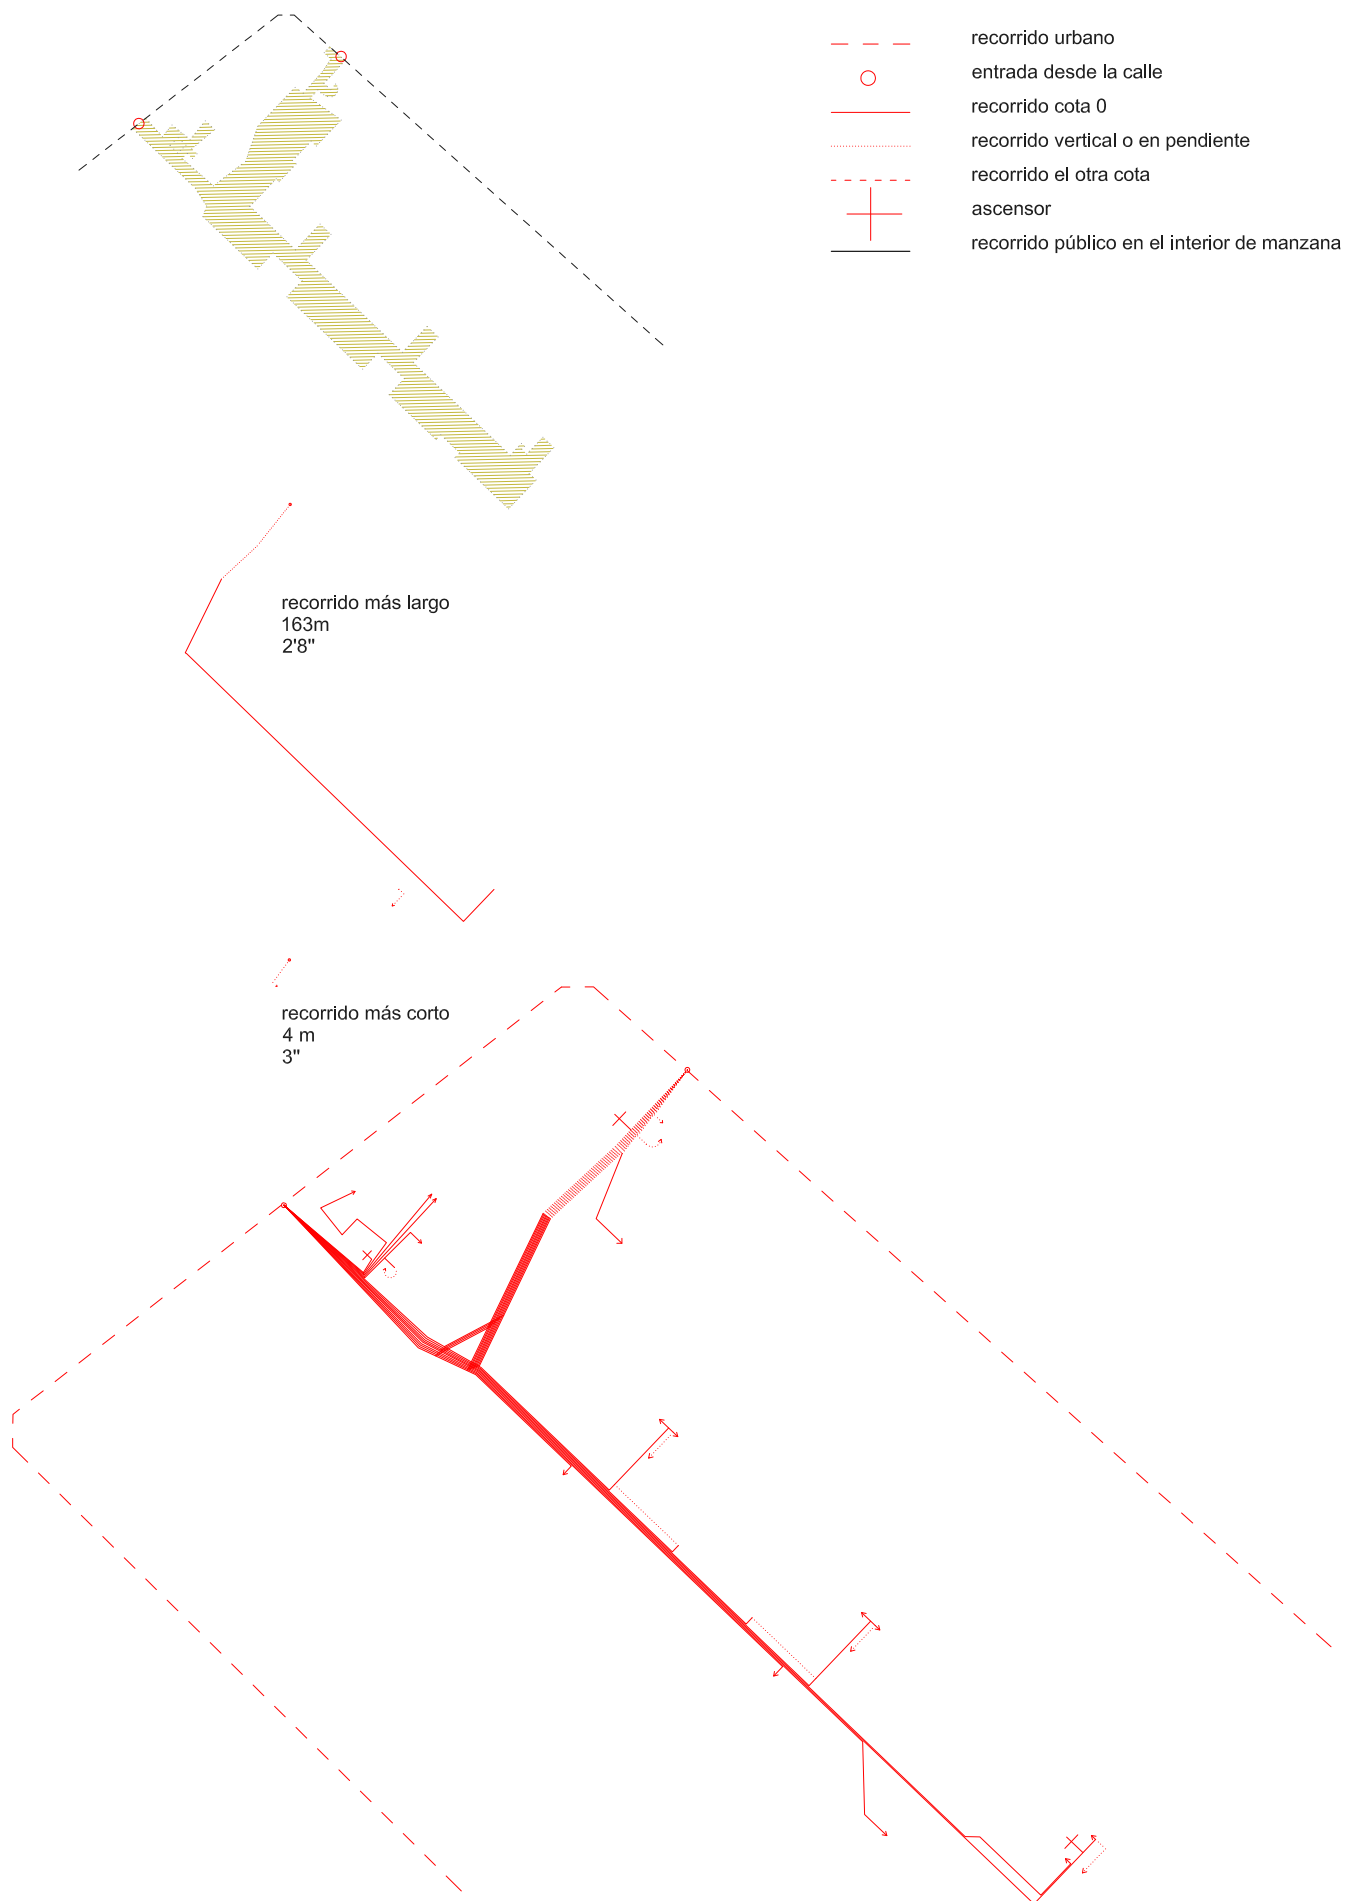 recorrido urbano
entrada desde la calle
recorrido cota 0
recorrido vertical o en pendiente
recorrido el otra cota
ascensor
recorrido público en el interior de manzana
recorrido más largo
163m
2'8"
recorrido más corto
4 m
3"